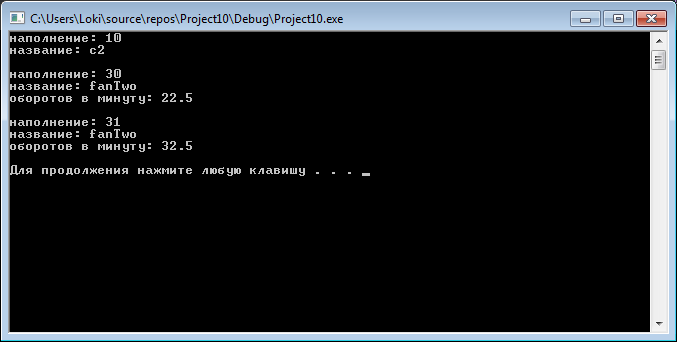 C:\Users\Loki\source\repos\Project10\Debug\Project10.exe
наполнение: 10
название: c2
наполнение: 30
название: fanTwo
оборотов в минуту: 22.5
наполнение: 31
название: fanTwo
оборотов в минуту: 32.5
Для продолжения нажмите любую клавишу . . .